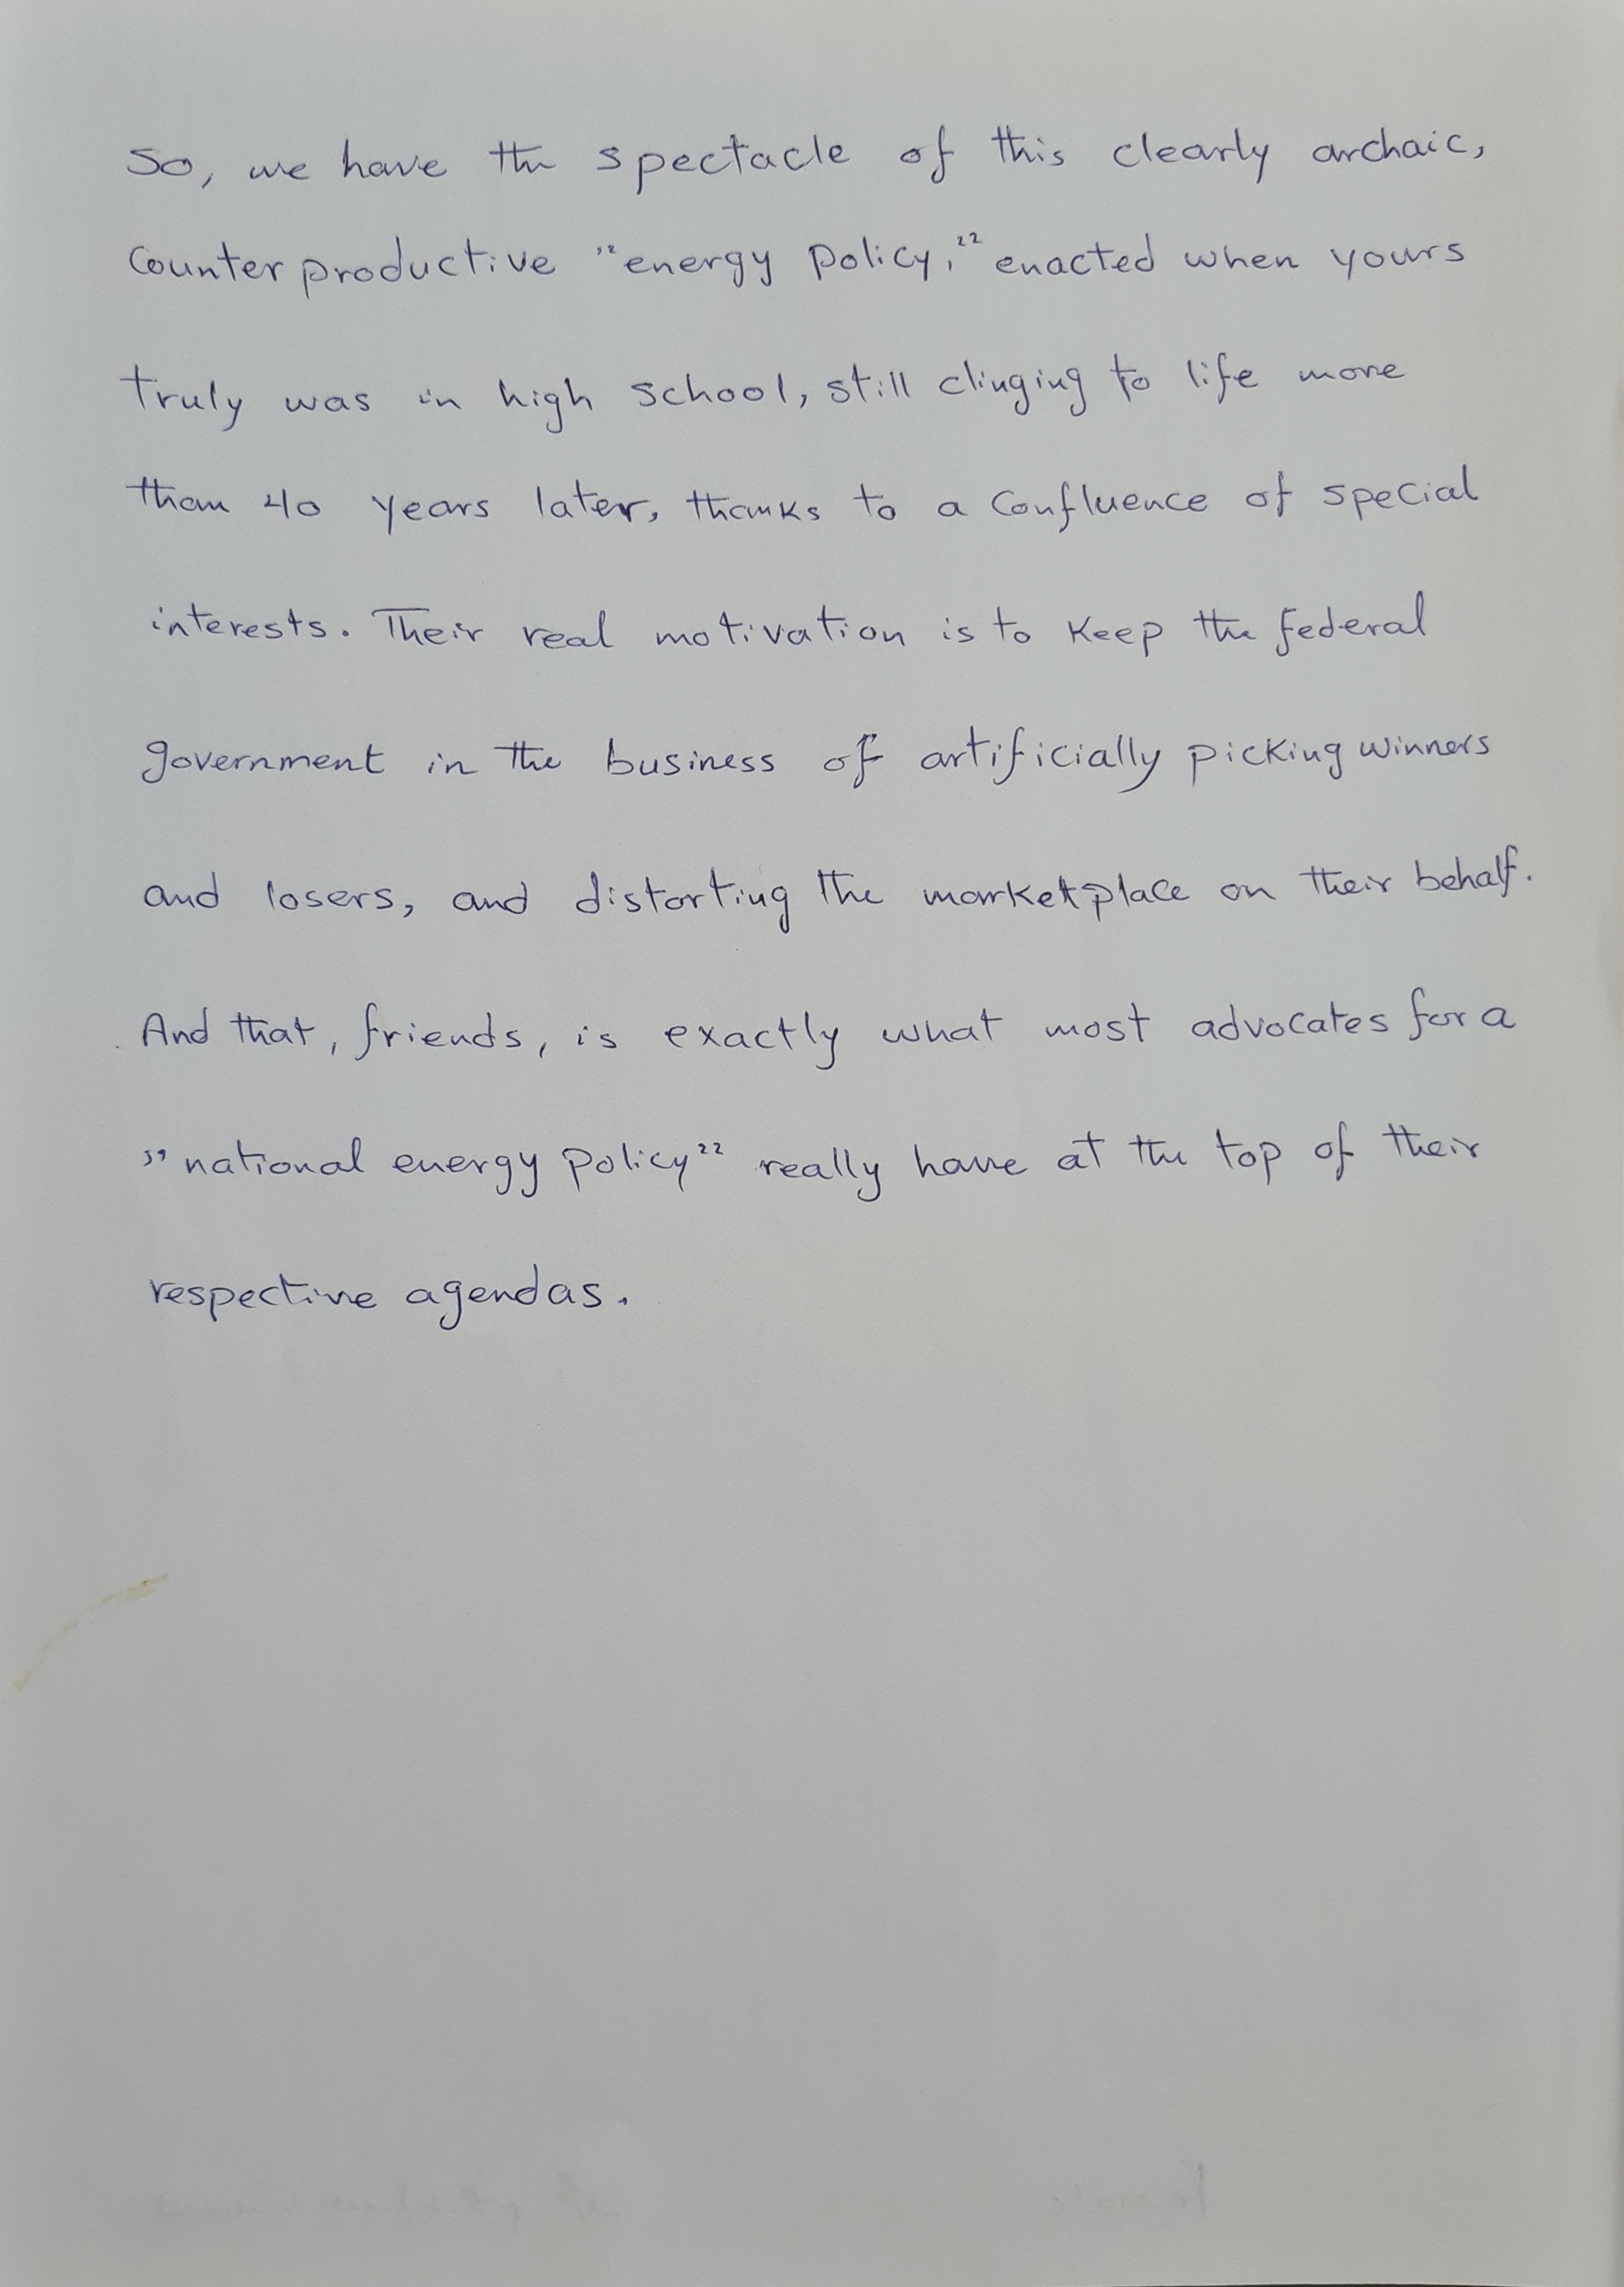 So, we have the spectacle of this clearly archaic,
Counterproductive "energy policy," enacted when yours
truly was in high school, still clinging to life more
than 40 years later, thanks to a confluence of special
interests. Their real motivation is to keep the federal
government in the business of artificially picking winners
and losers, and distorting the marketplace on their behalf.
And that, friends, is exactly what most advocates for a
"national energy policy" really have at the top of their
respective agendas.